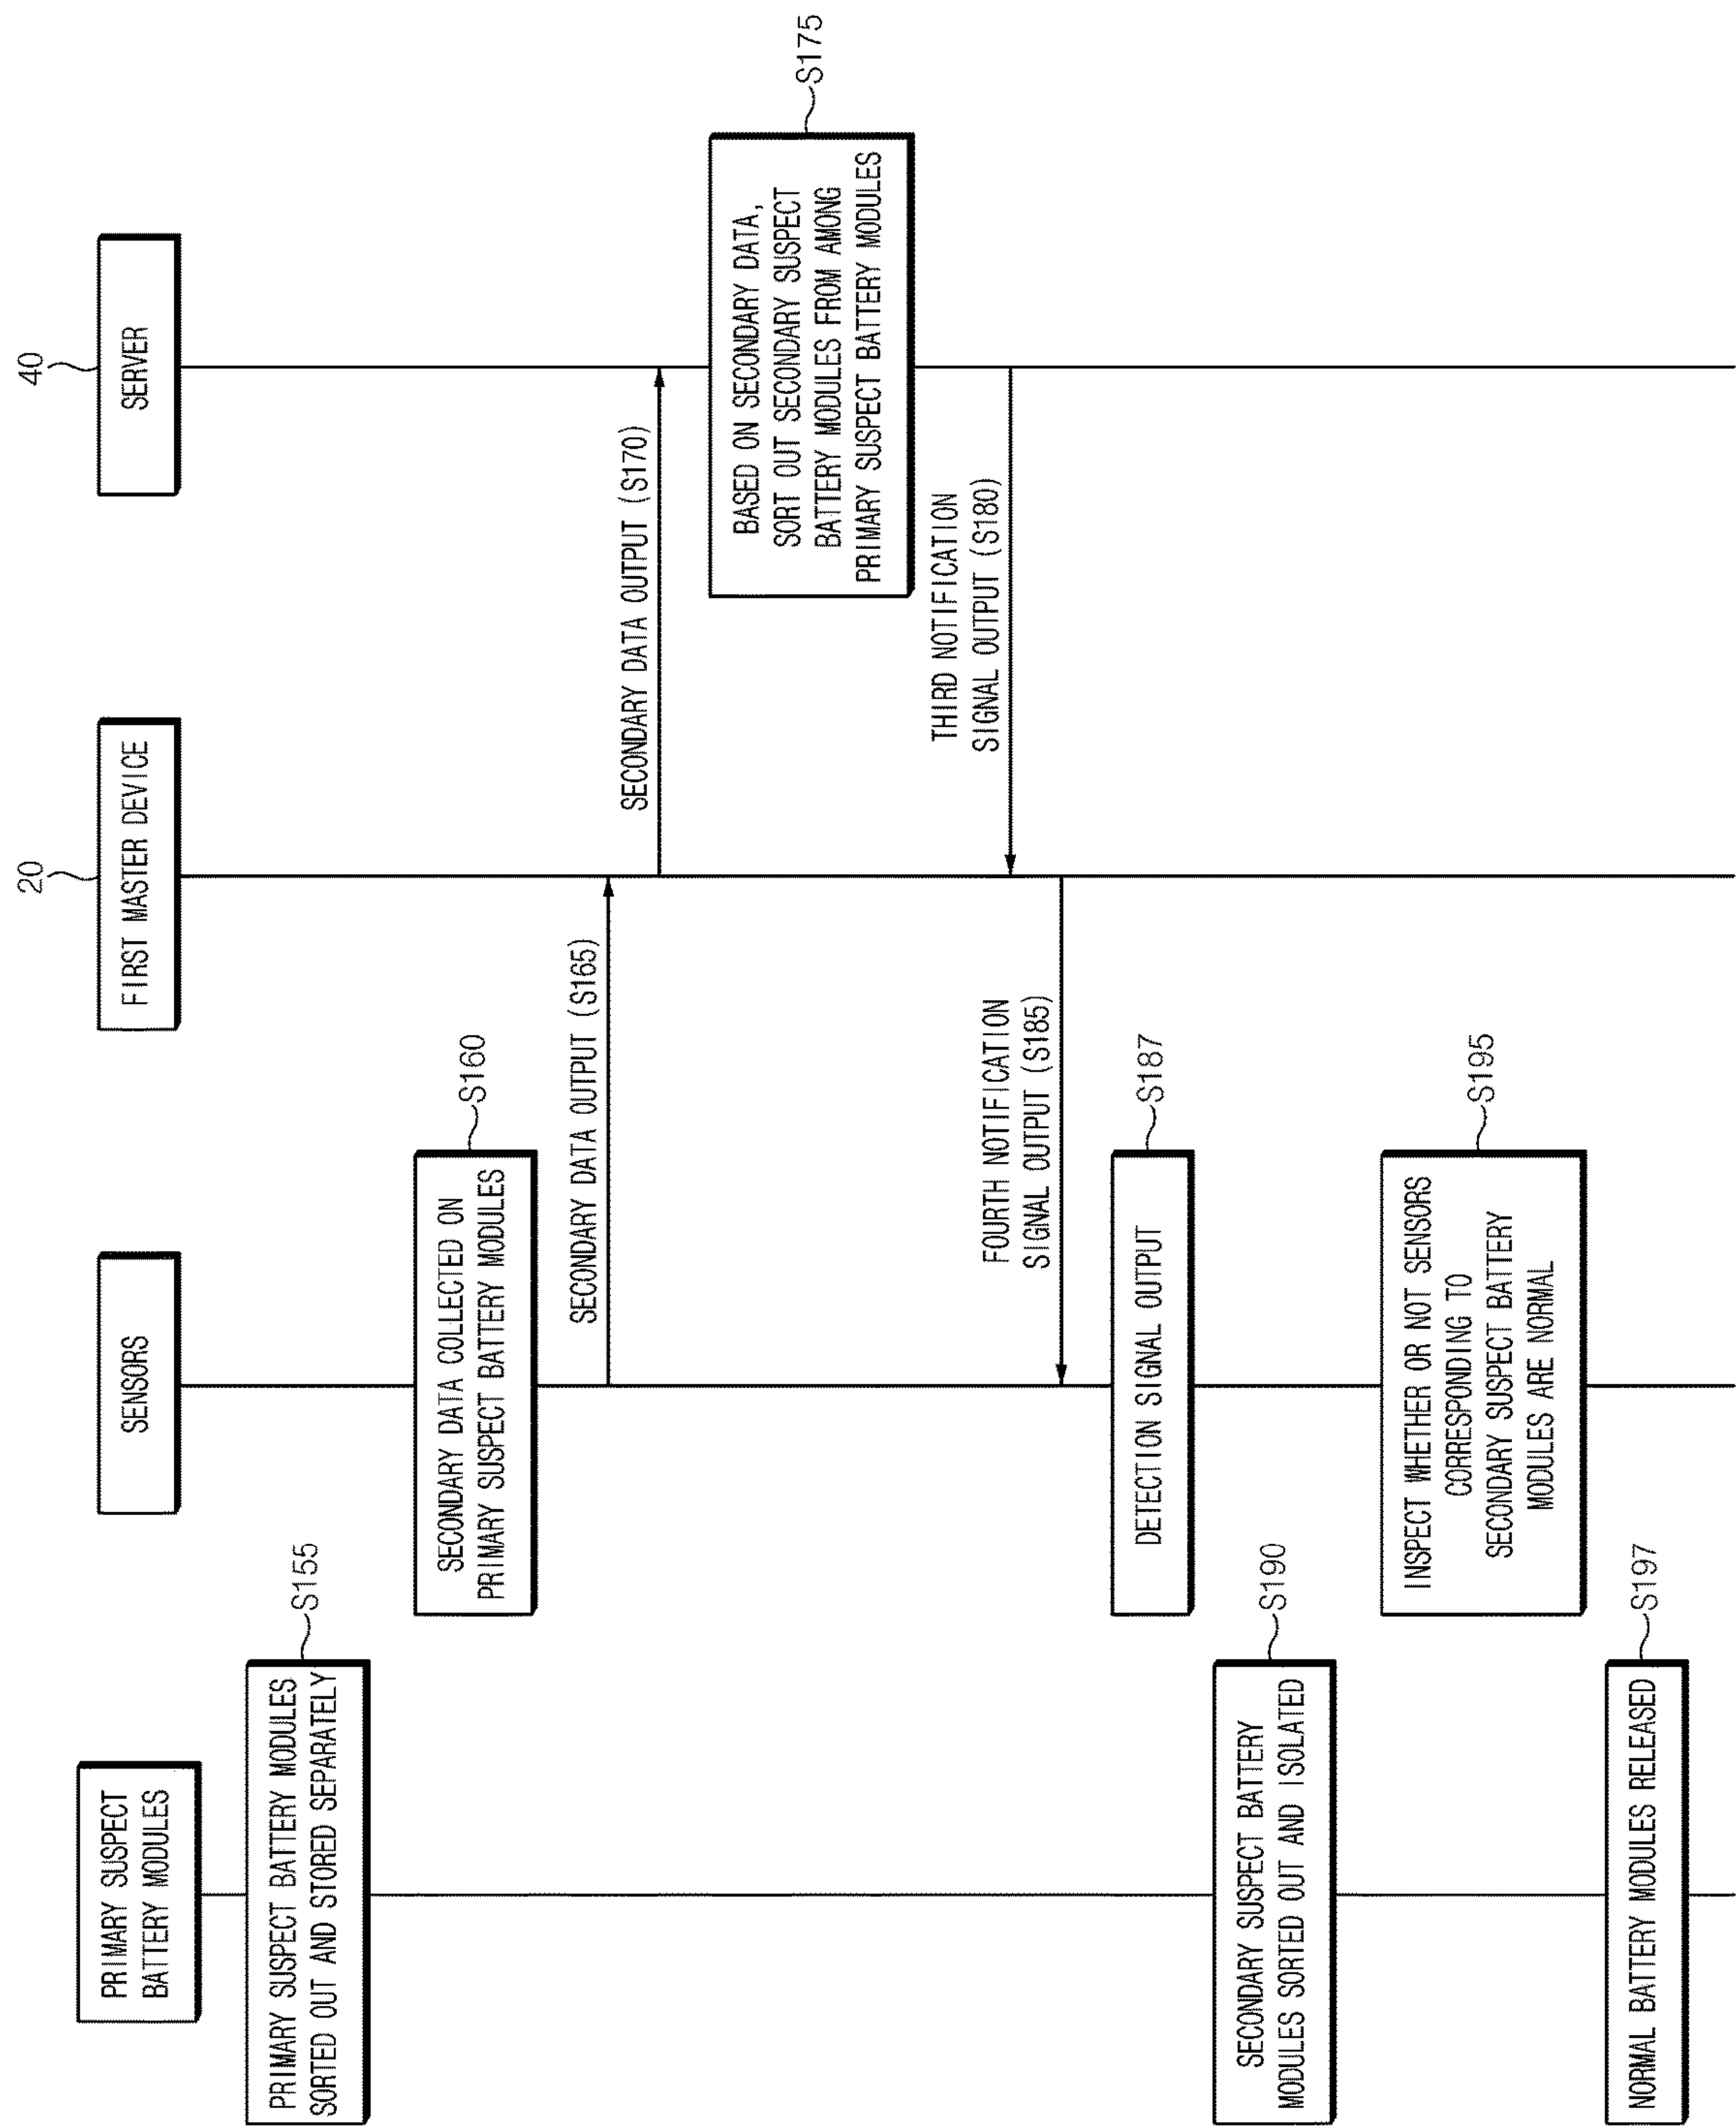 PRIMARY SUSPECT
BATTERY MODULES
SENSORS
20
FIRST MASTER DEVICE
40
SERVER
PRIMARY SUSPECT BATTERY MODULES
SORTED OUT AND STORED SEPARATELY
S155
SECONDARY DATA COLLECTED ON
PRIMARY SUSPECT BATTERY MODULES
S160
SECONDARY DATA OUTPUT (S165)
SECONDARY DATA OUTPUT (S170)
BASED ON SECONDARY DATA,
SORT OUT SECONDARY SUSPECT
BATTERY MODULES FROM AMONG
PRIMARY SUSPECT BATTERY MODULES
S175
THIRD NOTIFICATION
SIGNAL OUTPUT (S180)
FOURTH NOTIFICATION
SIGNAL OUTPUT (S185)
DETECTION SIGNAL OUTPUT
S187
SECONDARY SUSPECT BATTERY
MODULES SORTED OUT AND ISOLATED
S190
INSPECT WHETHER OR NOT SENSORS
CORRESPONDING TO
SECONDARY SUSPECT BATTERY
MODULES ARE NORMAL
S195
NORMAL BATTERY MODULES RELEASED
S197